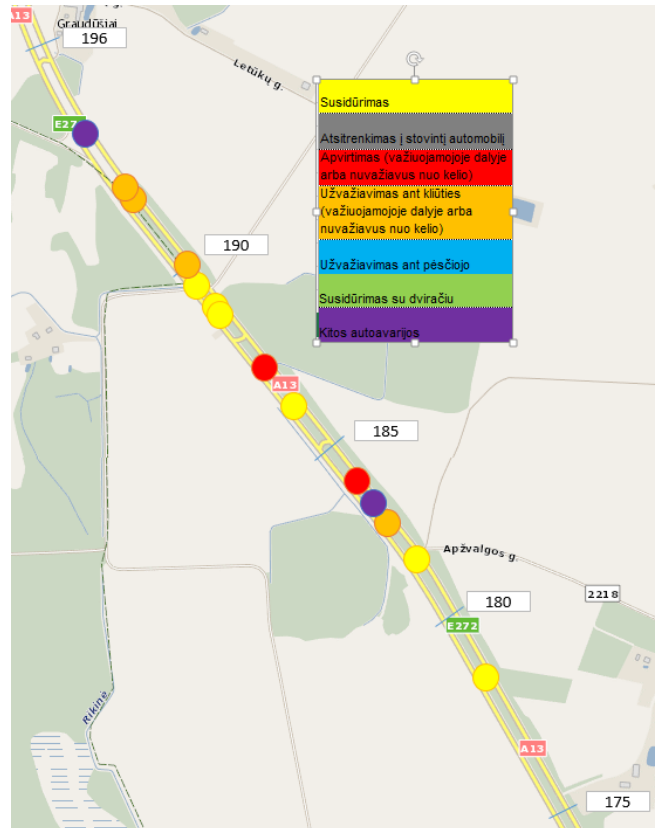 A13
g.
Graudūšiai
196
Letūkų g.
E27
Susidūrimas
Atsitrenkimas į stovintį automobilį
Apvirtimas (važiuojamojoje dalyje
arba nuvažiavus nuo kelio)
Užvažiavimas ant kliūties
(važiuojamojoje dalyje arba
nuvažiavus nuo kelio)
Užvažiavimas ant pėsčiojo
Susidūrimas su dviračiu
Kitos autoavarijos
190
A13
185
Apžvalgos g.
2218
180
E272
Rikinė
A13
175